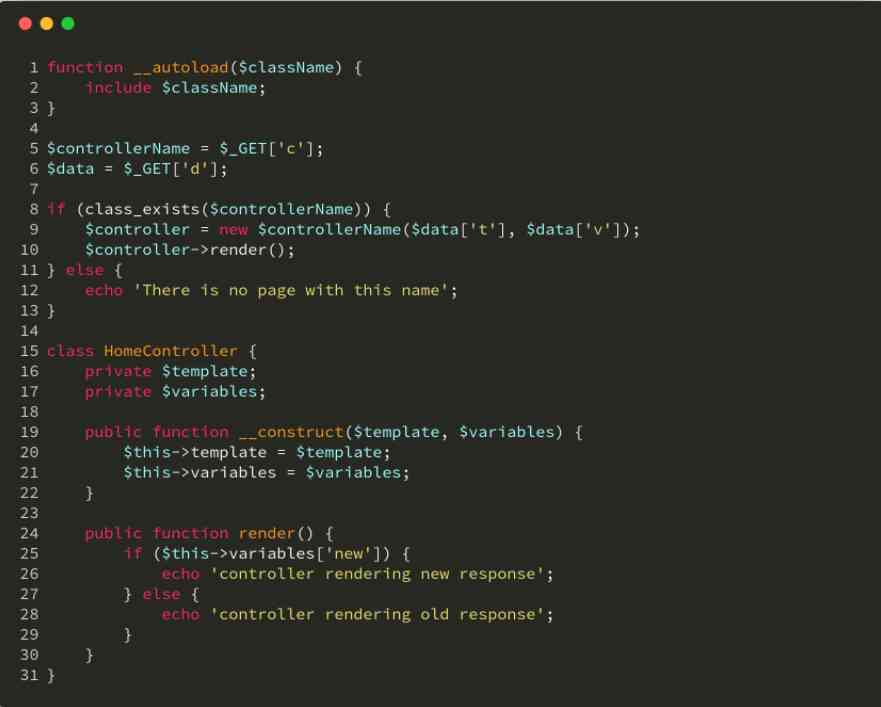 1 function __autoload($className) {
2     include $className;
3 }
4
5 $controllerName = $_GET['c'];
6 $data = $_GET['d'];
7
8 if (class_exists($controllerName)) {
9     $controller = new $controllerName($data['t'], $data['v']);
10     $controller->render();
11 } else {
12     echo 'There is no page with this name';
13 }
14
15 class HomeController {
16     private $template;
17     private $variables;
18
19     public function __construct($template, $variables) {
20         $this->template = $template;
21         $this->variables = $variables;
22     }
23
24     public function render() {
25         if ($this->variables['new']) {
26             echo 'controller rendering new response';
27         } else {
28             echo 'controller rendering old response';
29         }
30     }
31 }